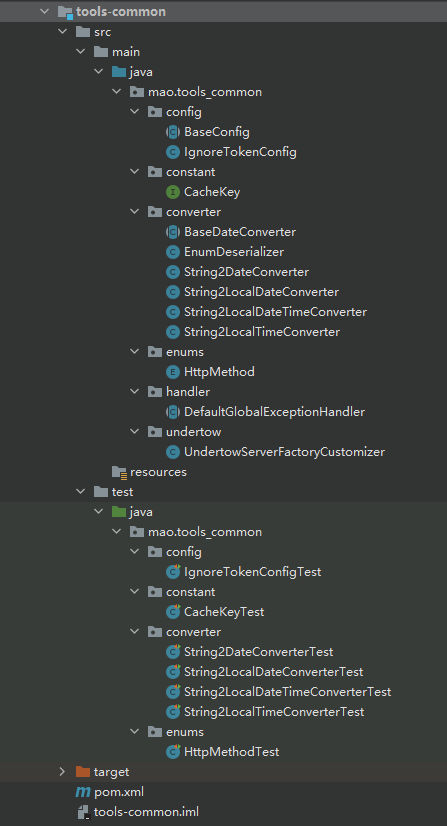 tools-common
src
main
java
mao.tools_common
config
BaseConfig
IgnoreTokenConfig
constant
CacheKey
converter
BaseDateConverter
EnumDeserializer
String2DateConverter
String2LocalDateConverter
String2LocalDateTimeConverter
String2LocalTimeConverter
enums
HttpMethod
handler
DefaultGlobalExceptionHandler
undertow
UndertowServerFactoryCustomizer
resources
test
java
mao.tools_common
config
IgnoreTokenConfigTest
constant
CacheKeyTest
converter
String2DateConverterTest
String2LocalDateConverterTest
String2LocalDateTimeConverterTest
String2LocalTimeConverterTest
enums
HttpMethodTest
target
pom.xml
tools-common.iml